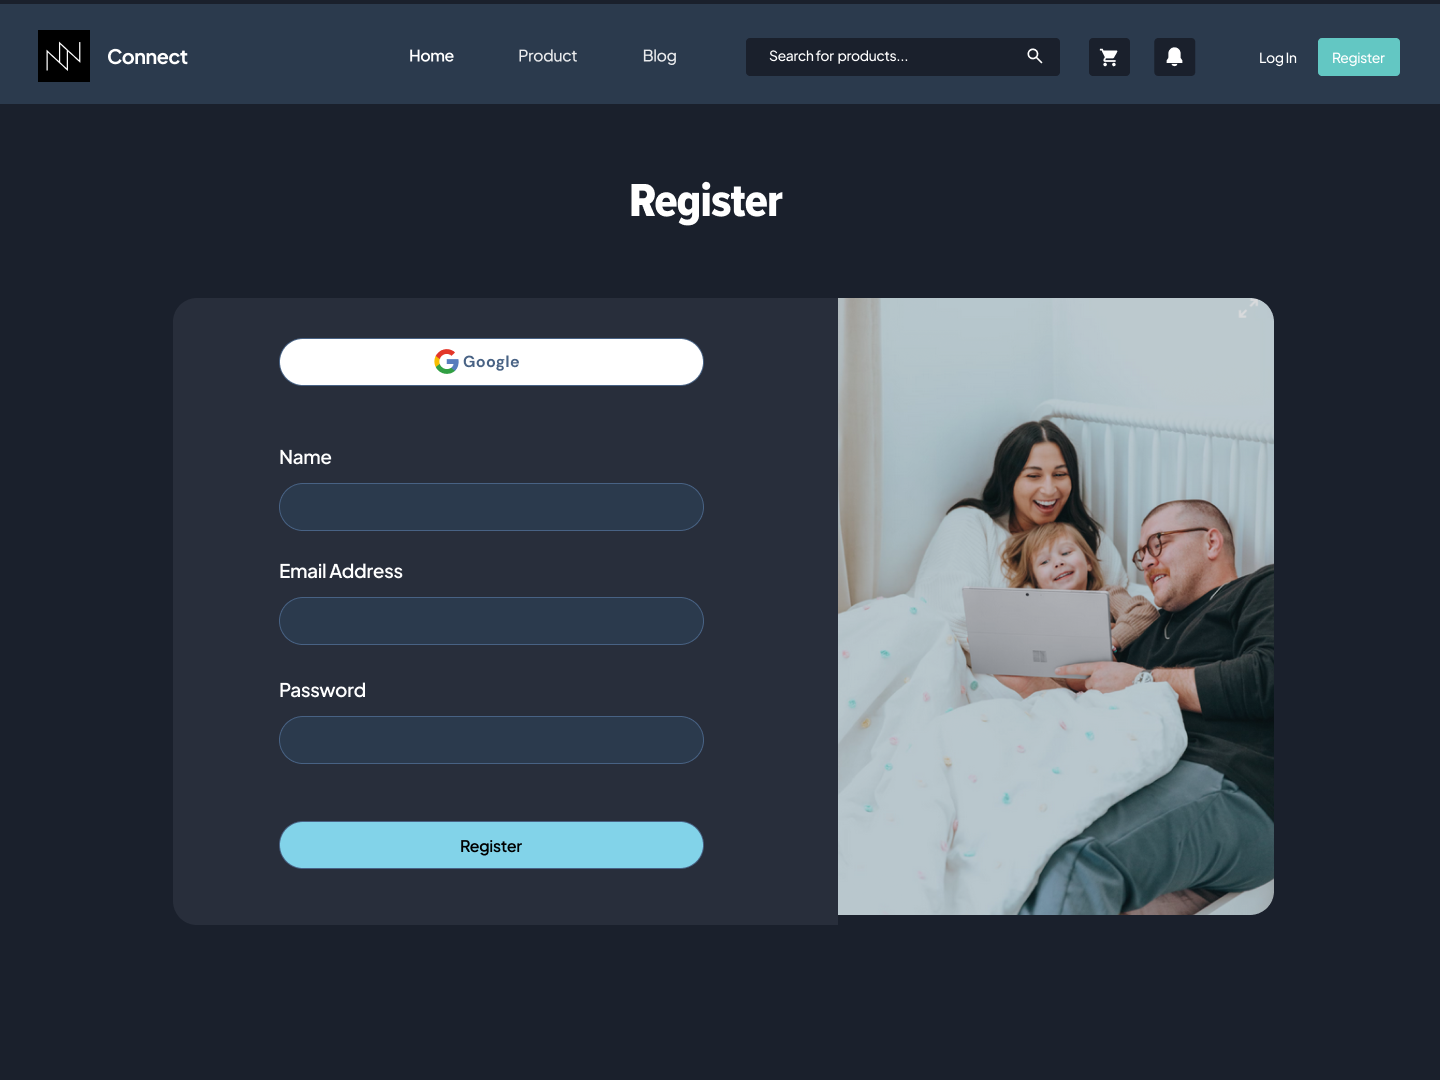 Connect
Home
Product
Blog
Search for products...
Log In
Register
Register
Google
Name
Email Address
Password
Register